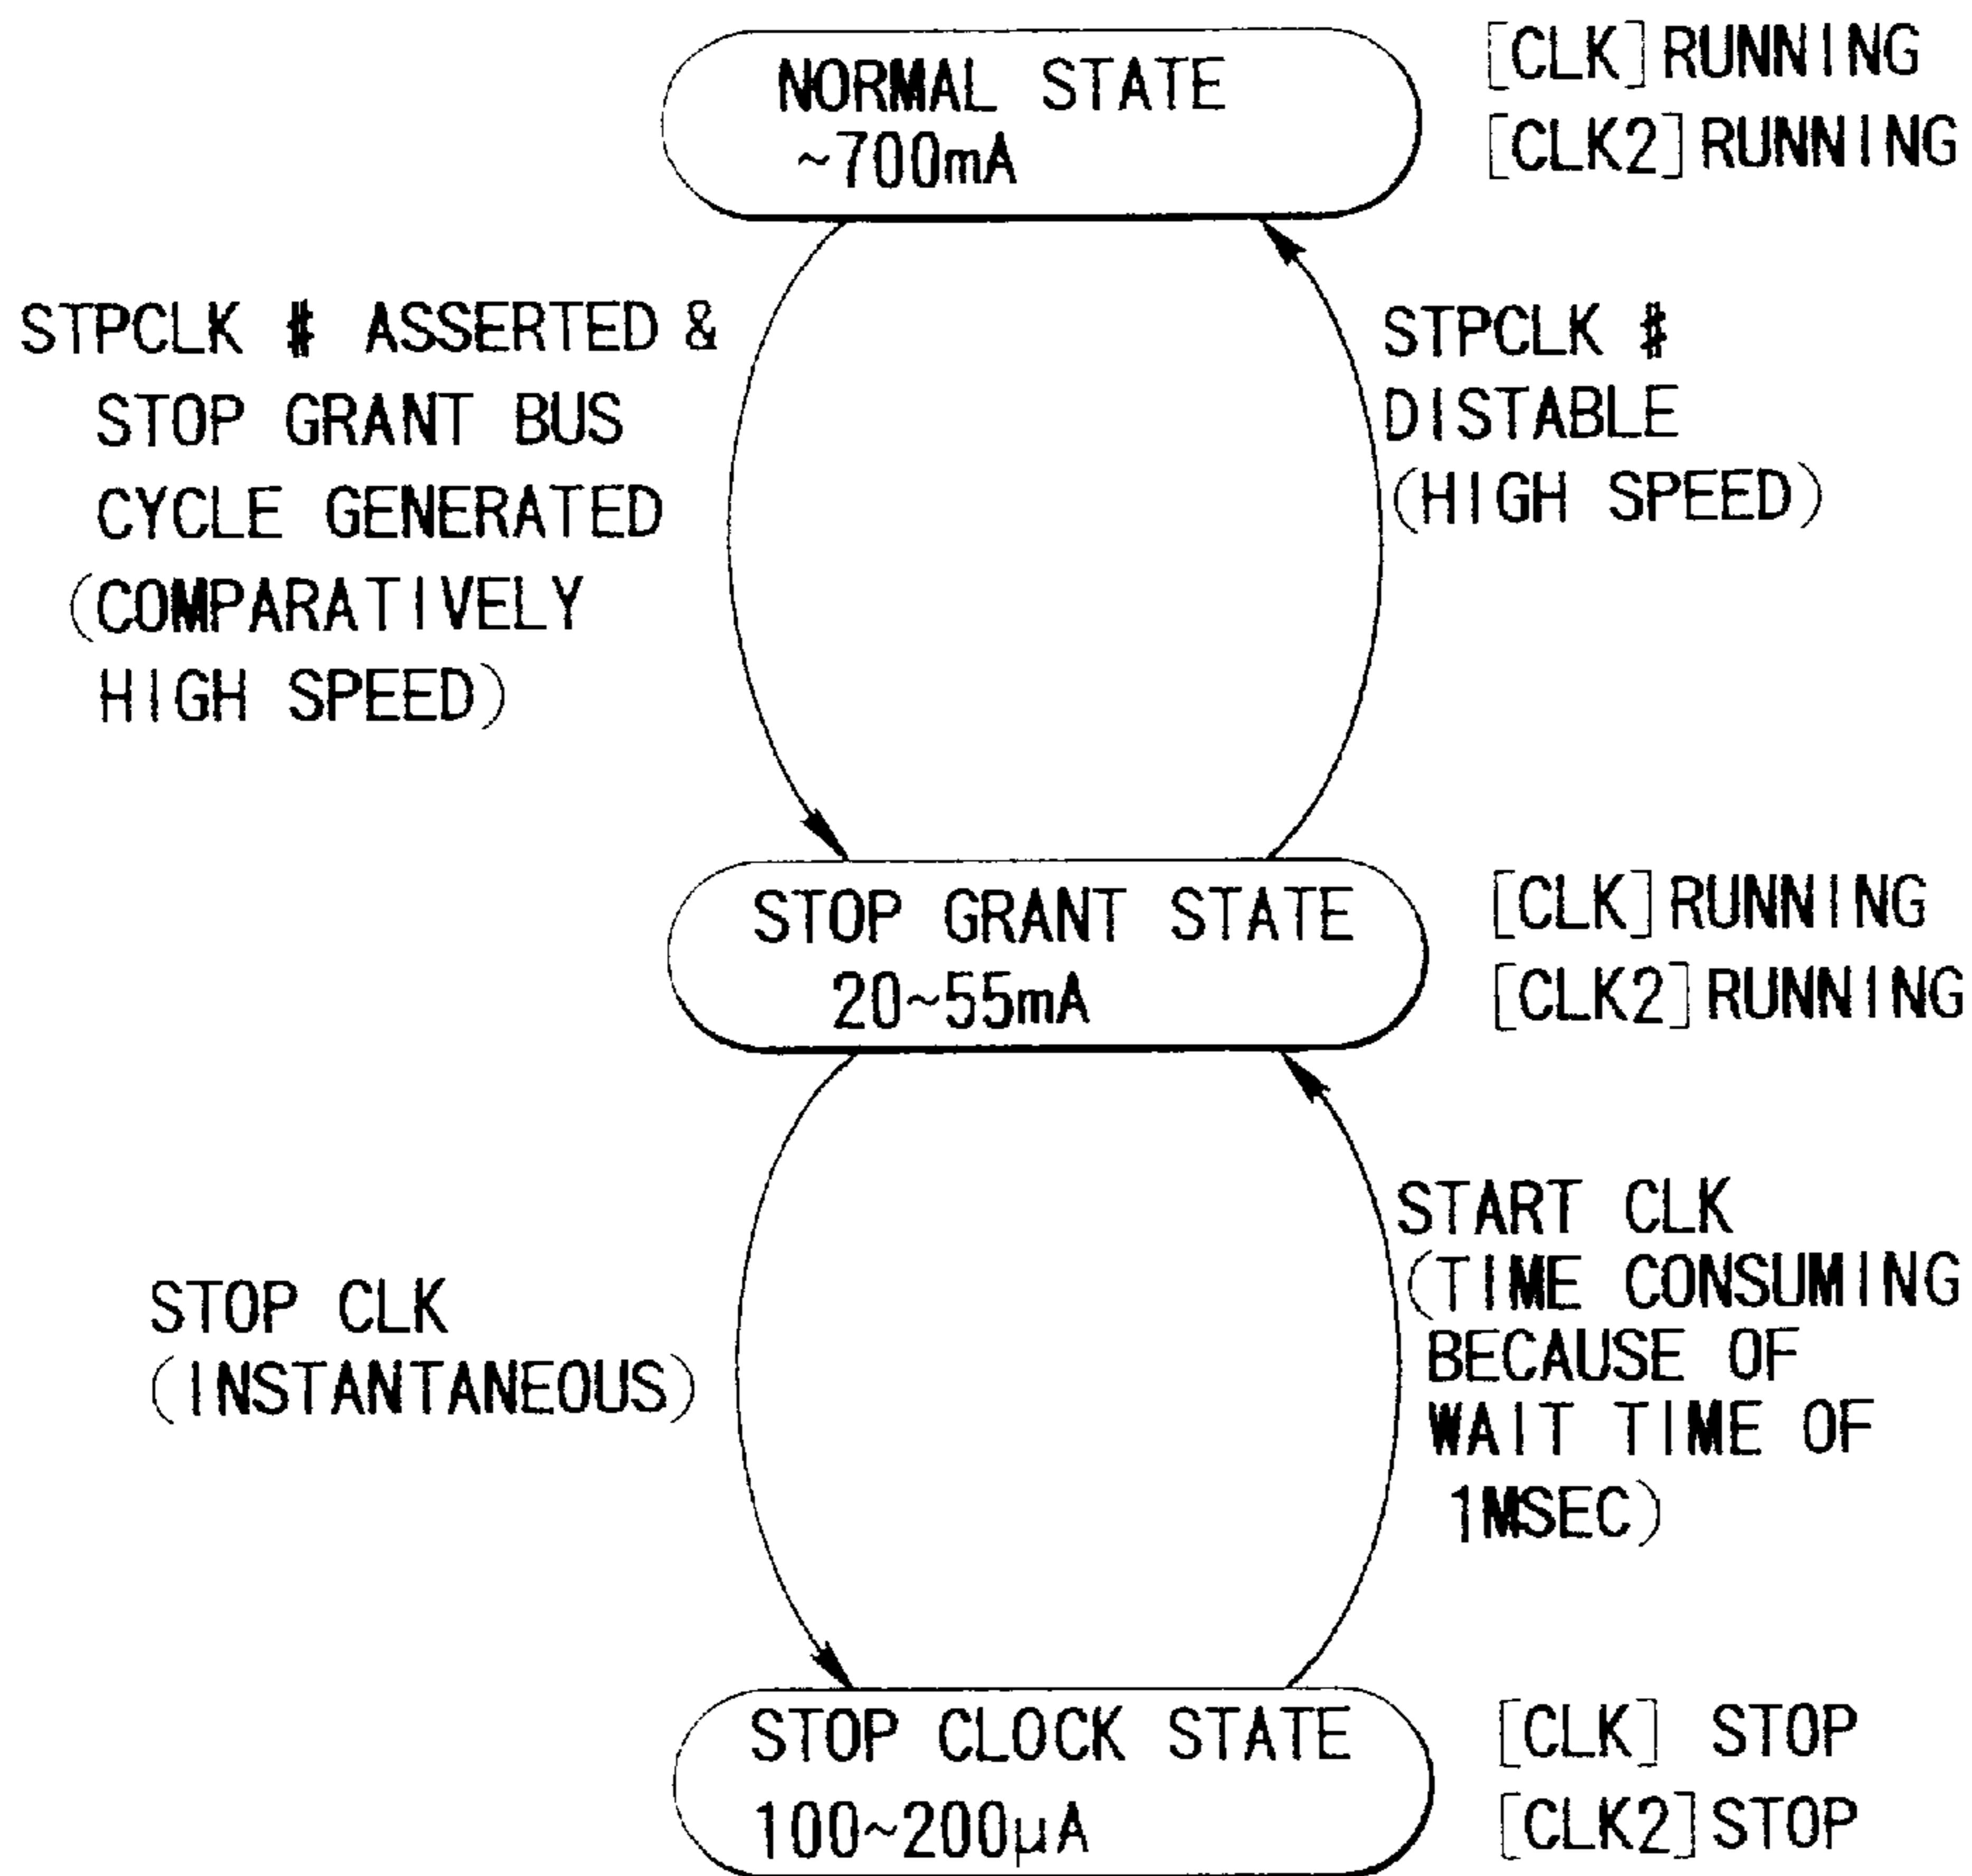 NORMAL STATE
~700mA
[CLK] RUNNING
[CLK2] RUNNING
STPCLK # ASSERTED &
STOP GRANT BUS
CYCLE GENERATED
(COMPARATIVELY
HIGH SPEED)
STPCLK #
DISTABLE
(HIGH SPEED)
STOP GRANT STATE
20~55mA
[CLK] RUNNING
[CLK2] RUNNING
STOP CLK
(INSTANTANEOUS)
START CLK
(TIME CONSUMING
BECAUSE OF
WAIT TIME OF
1MSEC)
STOP CLOCK STATE
100~200μA
[CLK] STOP
[CLK2] STOP